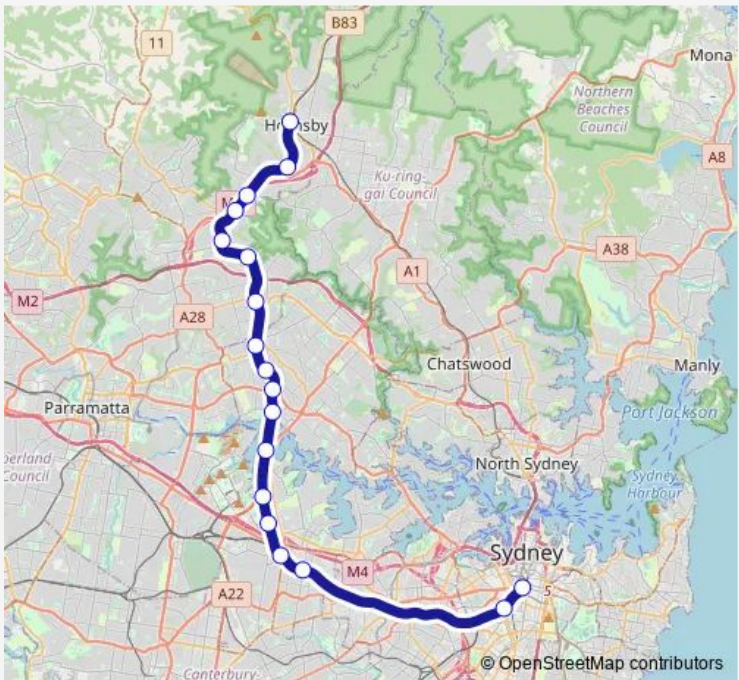 B83
11
Mona
Hornsby
Northern
Beaches
Council
A8
Ku-ring-
gai Council
A38
A1
M2
A28
Chatswood
Manly
Parramatta
Port Jackson
berland
Council
North Sydney
Sydney
Harbour
Sydney
M4
A22
5
Canterbury-
© OpenStreetMap contributors